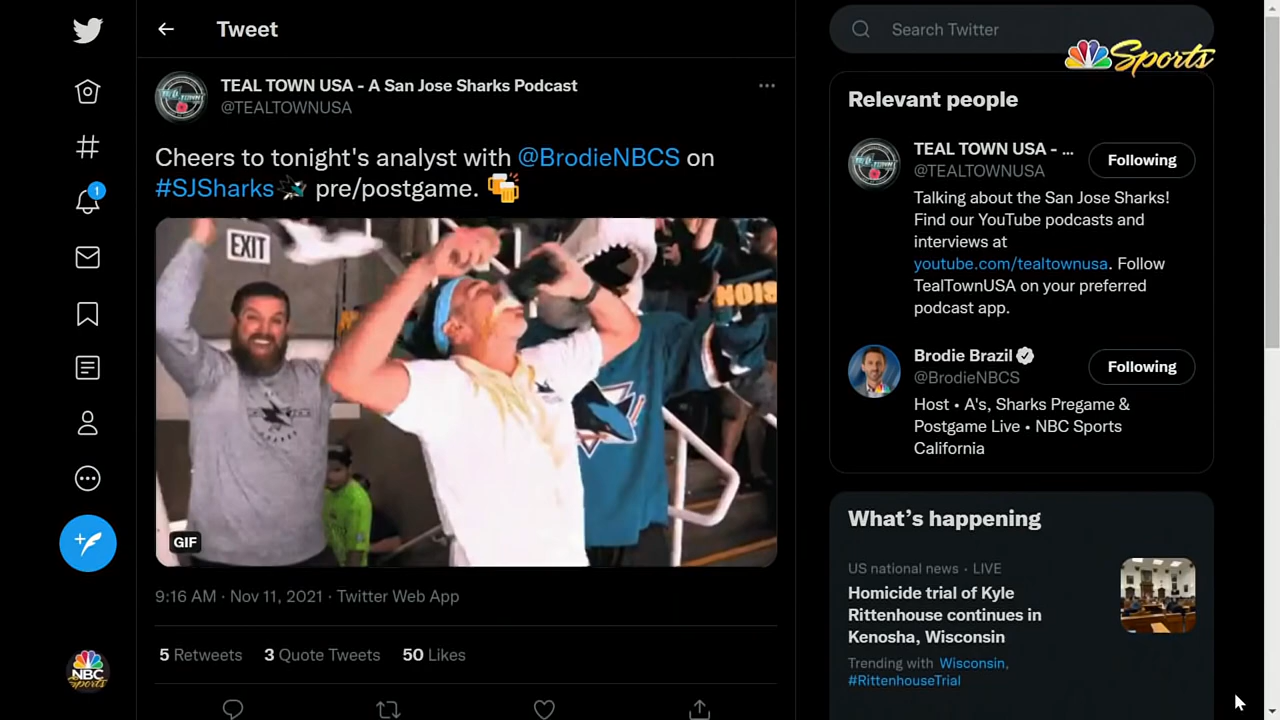 Tweet
TEAL TOWN USA - A San Jose Sharks Podcast
@TEALTOWNUSA
Cheers to tonight's analyst with @BrodieNBCS on
#SJSharks pre/postgame.
EXIT
NOIS
GIF
9:16 AM · Nov 11, 2021 · Twitter Web App
5 Retweets 3 Quote Tweets 50 Likes
Search Twitter
NBC Sports
Sports
Relevant people
TEAL TOWN USA - ...
@TEALTOWNUSA
Following
Talking about the San Jose Sharks!
Find our YouTube podcasts and
interviews at
youtube.com/tealtownusa. Follow
TealTownUSA on your preferred
podcast app.
Brodie Brazil
@BrodieNBCS
Following
Host • A's, Sharks Pregame &
Postgame Live • NBC Sports
California
What's happening
US national news · LIVE
Homicide trial of Kyle
Rittenhouse continues in
Kenosha, Wisconsin
Trending with Wisconsin,
#RittenhouseTrial
1